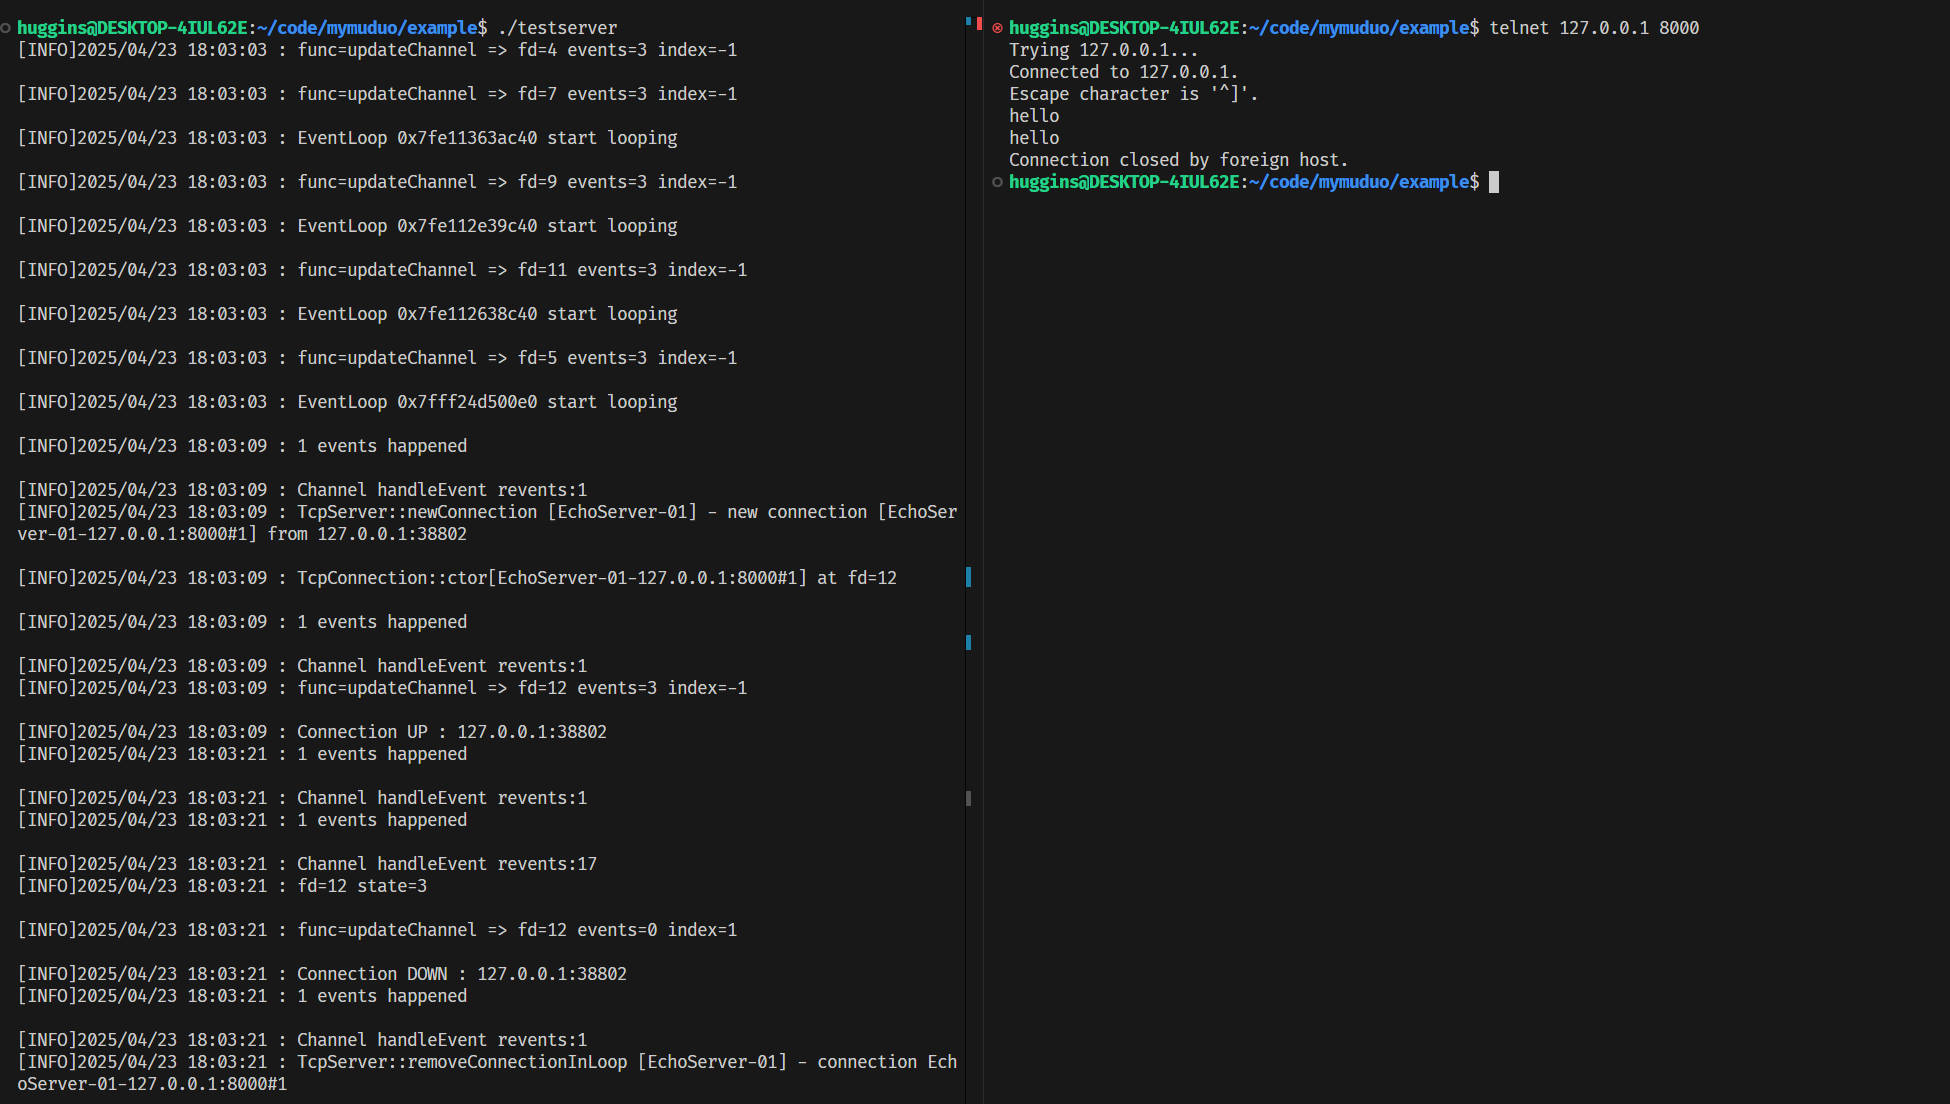 huggins@DESKTOP-4IUL62E:~/code/mymuduo/example$ ./testserver
[INFO]2025/04/23 18:03:03 : func=updateChannel => fd=4 events=3 index=-1
[INFO]2025/04/23 18:03:03 : func=updateChannel => fd=7 events=3 index=-1
[INFO]2025/04/23 18:03:03 : EventLoop 0x7fe11363ac40 start looping
[INFO]2025/04/23 18:03:03 : func=updateChannel => fd=9 events=3 index=-1
[INFO]2025/04/23 18:03:03 : EventLoop 0x7fe112e39c40 start looping
[INFO]2025/04/23 18:03:03 : func=updateChannel => fd=11 events=3 index=-1
[INFO]2025/04/23 18:03:03 : EventLoop 0x7fe112638c40 start looping
[INFO]2025/04/23 18:03:03 : func=updateChannel => fd=5 events=3 index=-1
[INFO]2025/04/23 18:03:03 : EventLoop 0x7fff24d500e0 start looping
[INFO]2025/04/23 18:03:09 : 1 events happened
[INFO]2025/04/23 18:03:09 : Channel handleEvent revents:1
[INFO]2025/04/23 18:03:09 : TcpServer::newConnection [EchoServer-01] - new connection [EchoSer
ver-01-127.0.0.1:8000#1] from 127.0.0.1:38802
[INFO]2025/04/23 18:03:09 : TcpConnection::ctor[EchoServer-01-127.0.0.1:8000#1] at fd=12
[INFO]2025/04/23 18:03:09 : 1 events happened
[INFO]2025/04/23 18:03:09 : Channel handleEvent revents:1
[INFO]2025/04/23 18:03:09 : func=updateChannel => fd=12 events=3 index=-1
[INFO]2025/04/23 18:03:09 : Connection UP : 127.0.0.1:38802
[INFO]2025/04/23 18:03:21 : 1 events happened
[INFO]2025/04/23 18:03:21 : Channel handleEvent revents:1
[INFO]2025/04/23 18:03:21 : 1 events happened
[INFO]2025/04/23 18:03:21 : Channel handleEvent revents:17
[INFO]2025/04/23 18:03:21 : fd=12 state=3
[INFO]2025/04/23 18:03:21 : func=updateChannel => fd=12 events=0 index=1
[INFO]2025/04/23 18:03:21 : Connection DOWN : 127.0.0.1:38802
[INFO]2025/04/23 18:03:21 : 1 events happened
[INFO]2025/04/23 18:03:21 : Channel handleEvent revents:1
[INFO]2025/04/23 18:03:21 : TcpServer::removeConnectionInLoop [EchoServer-01] - connection Ech
oServer-01-127.0.0.1:8000#1
huggins@DESKTOP-4IUL62E:~/code/mymuduo/example$ telnet 127.0.0.1 8000
Trying 127.0.0.1...
Connected to 127.0.0.1.
Escape character is '^]'.
hello
hello
Connection closed by foreign host.
huggins@DESKTOP-4IUL62E:~/code/mymuduo/example$